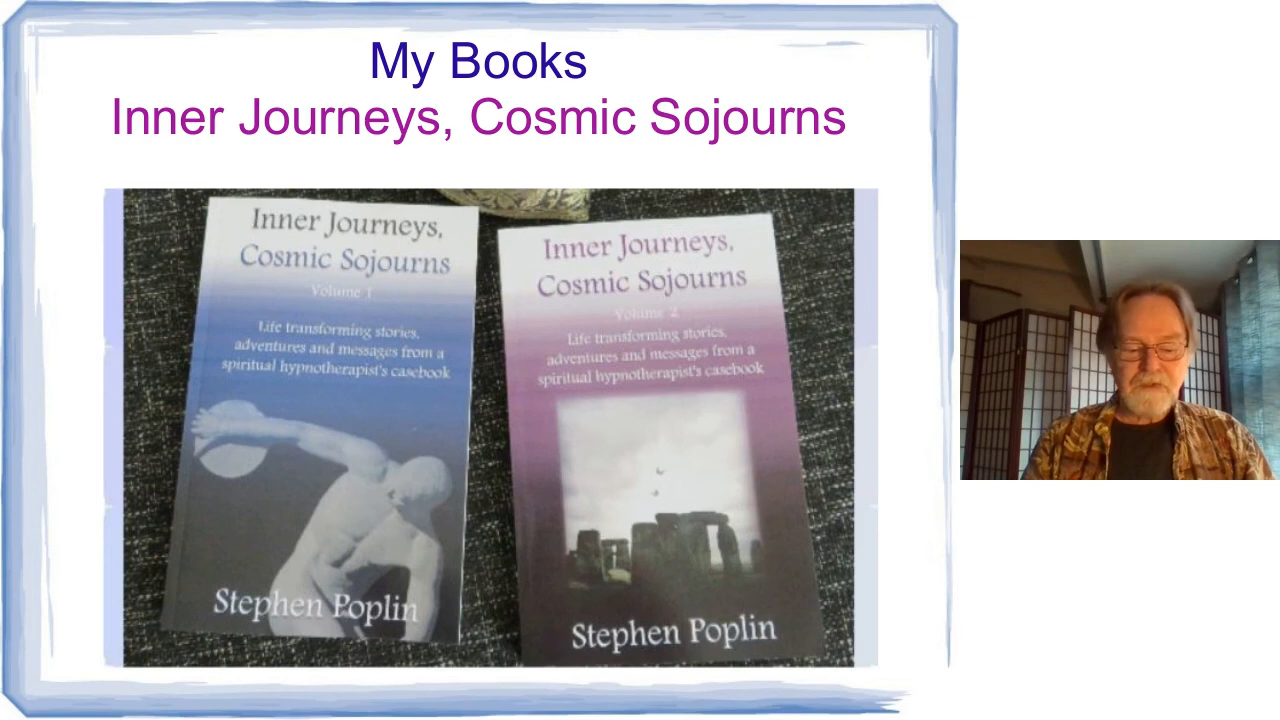 My Books
Inner Journeys, Cosmic Sojourns
Inner Journeys,
Cosmic Sojourns
Volume 1
Life transforming stories,
adventures and messages from a
spiritual hypnotherapist's casebook
Stephen Poplin
Inner Journeys,
Cosmic Sojourns
Volume 2
Life transforming stories,
adventures and messages from a
spiritual hypnotherapist's casebook
Stephen Poplin